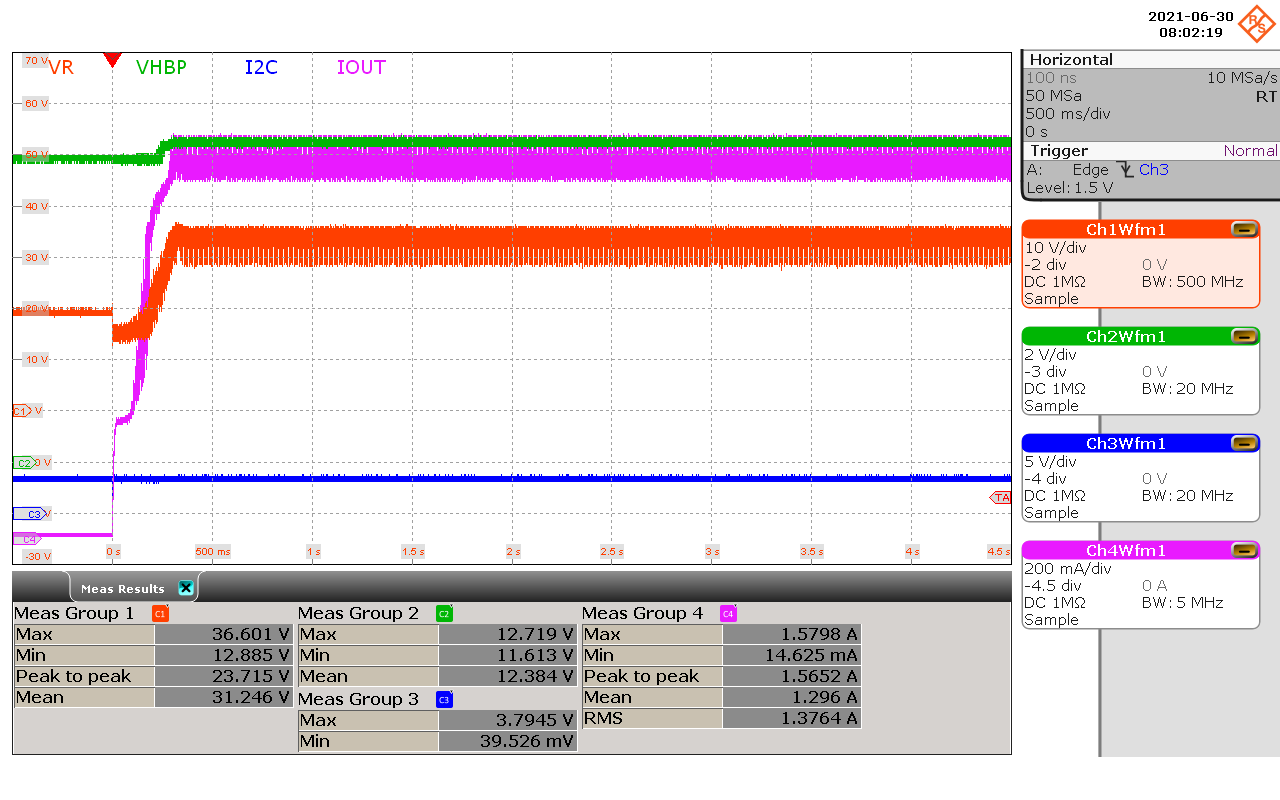 2021-06-30
08:02:19
R S
70 V VR VHBP I2C IOUT
60 V
50 V
40 V
30 V
20 V
10 V
C1 V
C2 0 V
C3 V
C4
-30 V
0 s 500 ms 1 s 1.5 s 2 s 2.5 s 3 s 3.5 s 4 s 4.5 s
TA
Horizontal
100 ns 10 MSa/s
50 MSa RT
500 ms/div
0 s
Trigger Normal
A: Edge Ch3
Level: 1.5 V
Ch1Wfm1
10 V/div
-2 div 0 V
DC 1MΩ BW: 500 MHz
Sample
Ch2Wfm1
2 V/div
-3 div 0 V
DC 1MΩ BW: 20 MHz
Sample
Ch3Wfm1
5 V/div
-4 div 0 V
DC 1MΩ BW: 20 MHz
Sample
Ch4Wfm1
200 mA/div
-4.5 div 0 A
DC 1MΩ BW: 5 MHz
Sample
Meas Results
Meas Group 1 C1
Max 36.601 V
Min 12.885 V
Peak to peak 23.715 V
Mean 31.246 V
Meas Group 2 C2
Max 12.719 V
Min 11.613 V
Mean 12.384 V
Meas Group 3 C3
Max 3.7945 V
Min 39.526 mV
Meas Group 4 C4
Max 1.5798 A
Min 14.625 mA
Peak to peak 1.5652 A
Mean 1.296 A
RMS 1.3764 A